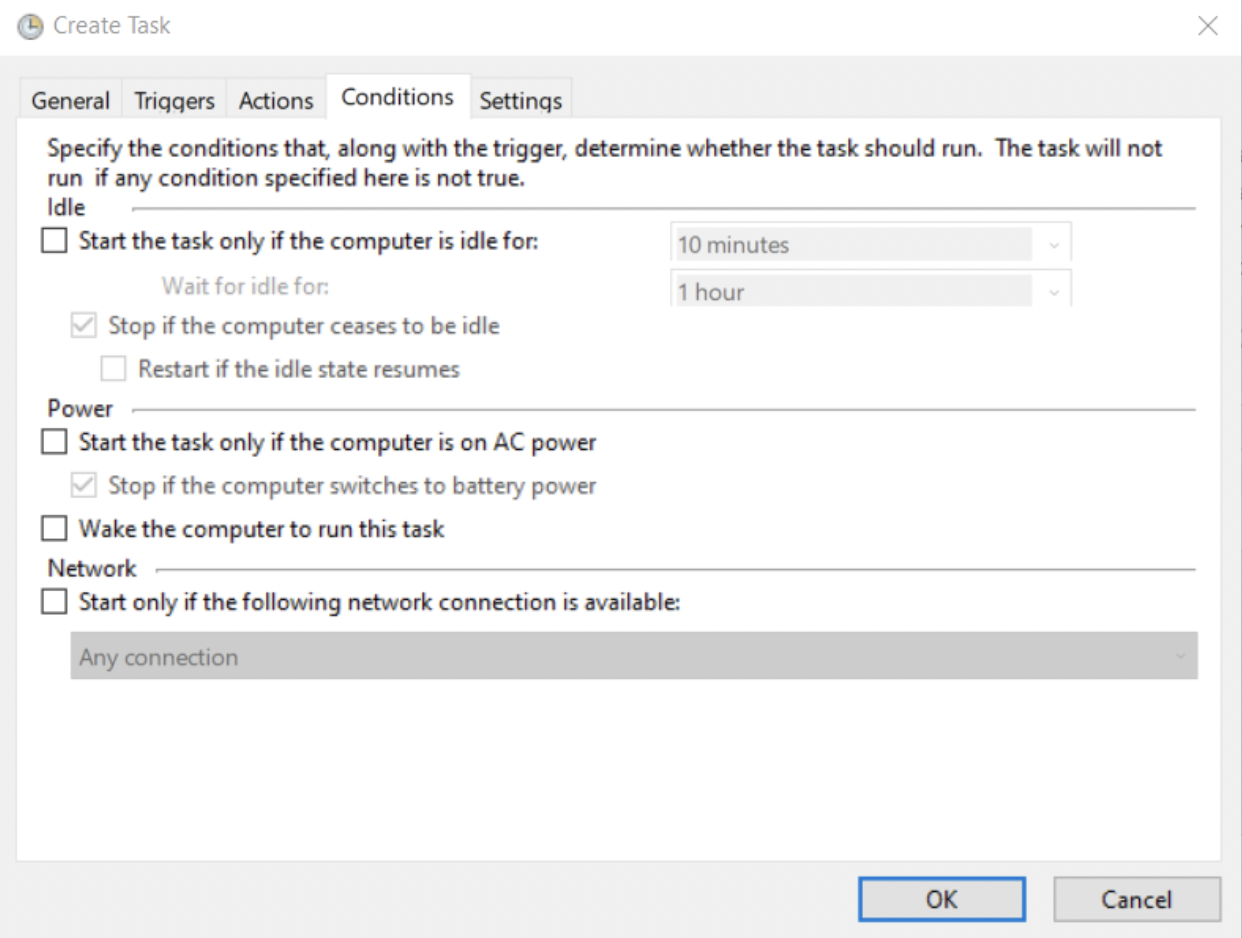 Create Task
General Triggers Actions Conditions Settings
Specify the conditions that, along with the trigger, determine whether the task should run. The task will not
run if any condition specified here is not true.
Idle
Start the task only if the computer is idle for: 10 minutes
Wait for idle for: 1 hour
Stop if the computer ceases to be idle
Restart if the idle state resumes
Power
Start the task only if the computer is on AC power
Stop if the computer switches to battery power
Wake the computer to run this task
Network
Start only if the following network connection is available:
Any connection
OK Cancel